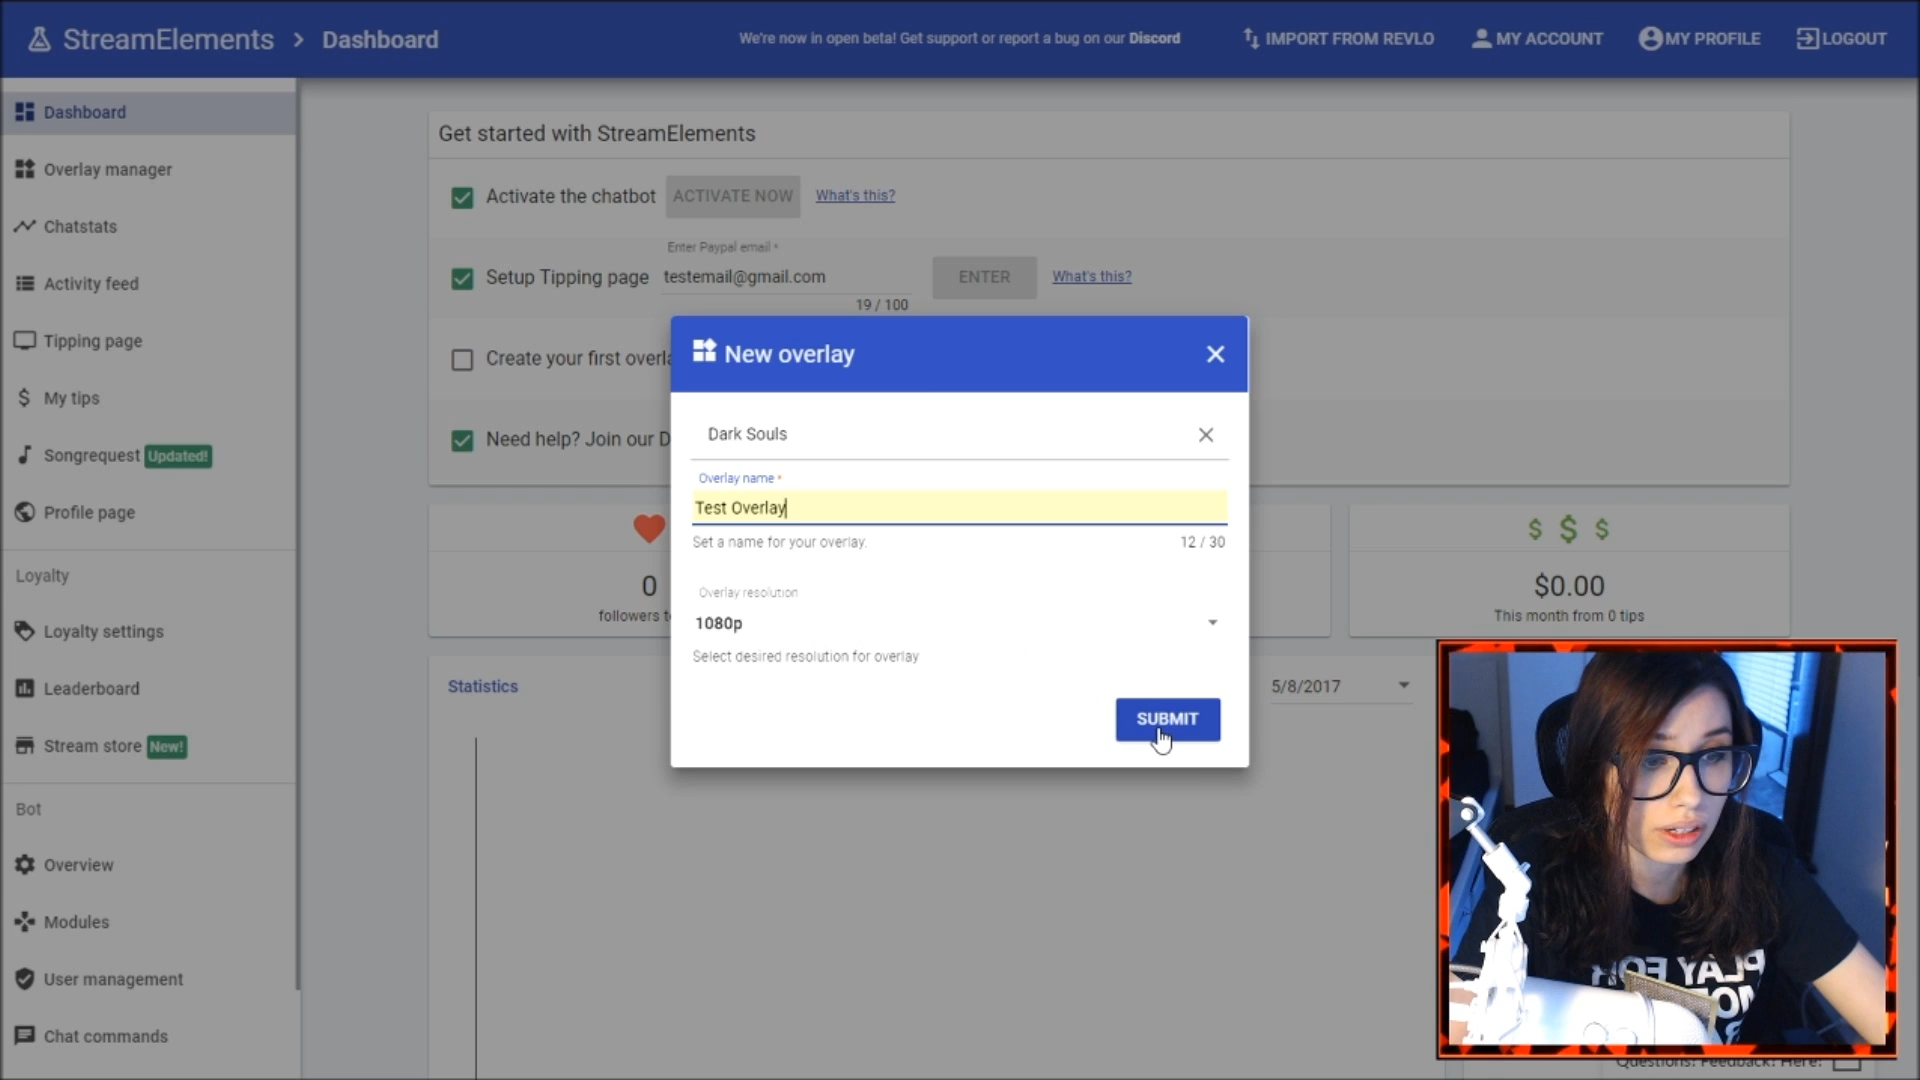 StreamElements > Dashboard
We're now in open beta! Get support or report a bug on our Discord
IMPORT FROM REVLO
MY ACCOUNT
MY PROFILE
LOGOUT
Dashboard
Overlay manager
Chatstats
Activity feed
Tipping page
My tips
Songrequest Updated!
Profile page
Loyalty
Loyalty settings
Leaderboard
Stream store New!
Bot
Overview
Modules
User management
Chat commands
Get started with StreamElements
Activate the chatbot ACTIVATE NOW What's this?
Enter Paypal email *
Setup Tipping page testemail@gmail.com ENTER What's this?
19 / 100
Create your first
Need help? Join our
New overlay
Dark Souls
Overlay name *
Test Overlay
Set a name for your overlay. 12 / 30
Overlay resolution
1080p
Select desired resolution for overlay
SUBMIT
0
followers
$ $ $
$0.00
This month from 0 tips
Statistics
5/8/2017
PLAY FOR
Questions? Feedback? Here!